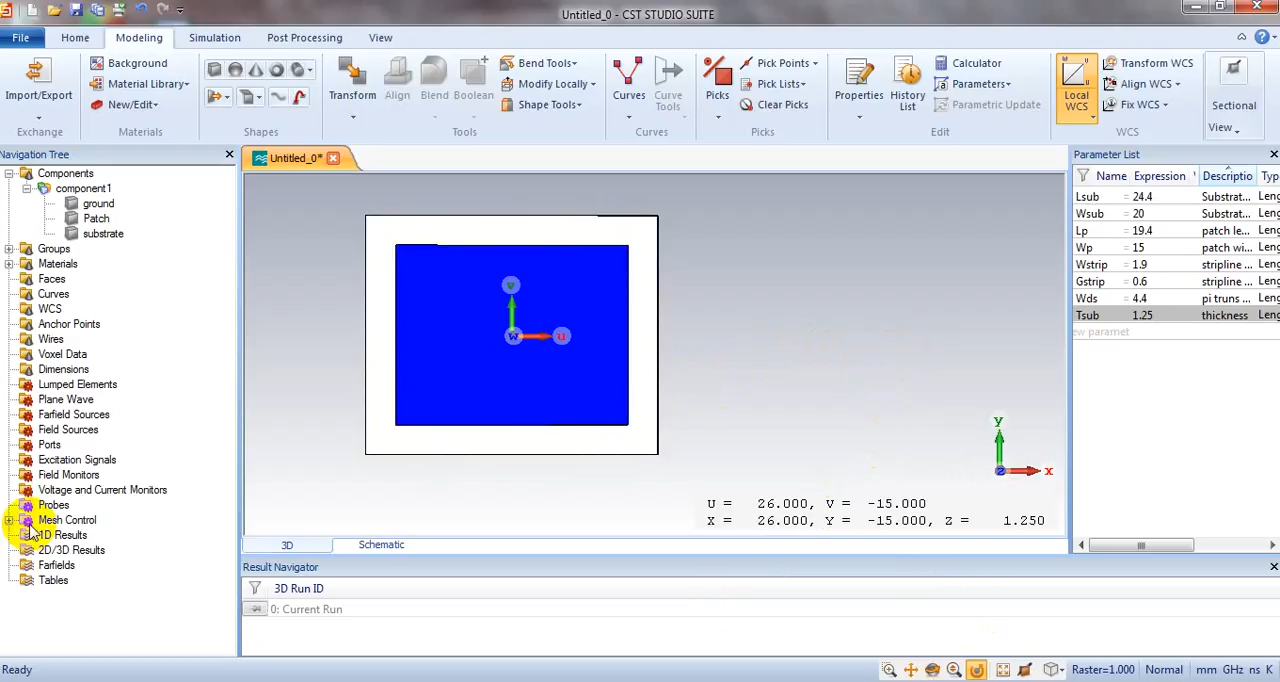 Untitled_0 - CST STUDIO SUITE
File Home Modeling Simulation Post Processing View
Background
Material Library
New/Edit
Import/Export
Exchange
Materials
Shapes
Transform
Align
Blend
Boolean
Bend Tools
Modify Locally
Shape Tools
Tools
Curves
Curve Tools
Curves
Picks
Pick Points
Pick Lists
Clear Picks
Picks
Properties
History List
Calculator
Parameters
Parametric Update
Edit
Local WCS
Transform WCS
Align WCS
Fix WCS
WCS
Sectional View
Navigation Tree
Components
component1
ground
Patch
substrate
Groups
Materials
Faces
Curves
WCS
Anchor Points
Wires
Voxel Data
Dimensions
Lumped Elements
Plane Wave
Farfield Sources
Field Sources
Ports
Excitation Signals
Field Monitors
Voltage and Current Monitors
Probes
Mesh Control
1D Results
2D/3D Results
Farfields
Tables
Untitled_0*
v
w u
y
z x
U = 26.000, V = -15.000
X = 26.000, Y = -15.000, Z = 1.250
3D Schematic
Parameter List
Name Expression Descriptio Typ
Lsub = 24.4 Substrat... Leng
Wsub = 20 Substrat... Leng
Lp = 19.4 patch le... Leng
Wp = 15 patch wi... Leng
Wstrip = 1.9 stripline ... Leng
Gstrip = 0.6 stripline ... Leng
Wds = 4.4 pi truns ... Leng
Tsub = 1.25 thickness Leng
ew paramet
Result Navigator
3D Run ID
0: Current Run
Ready
Raster=1.000 Normal mm GHz ns K